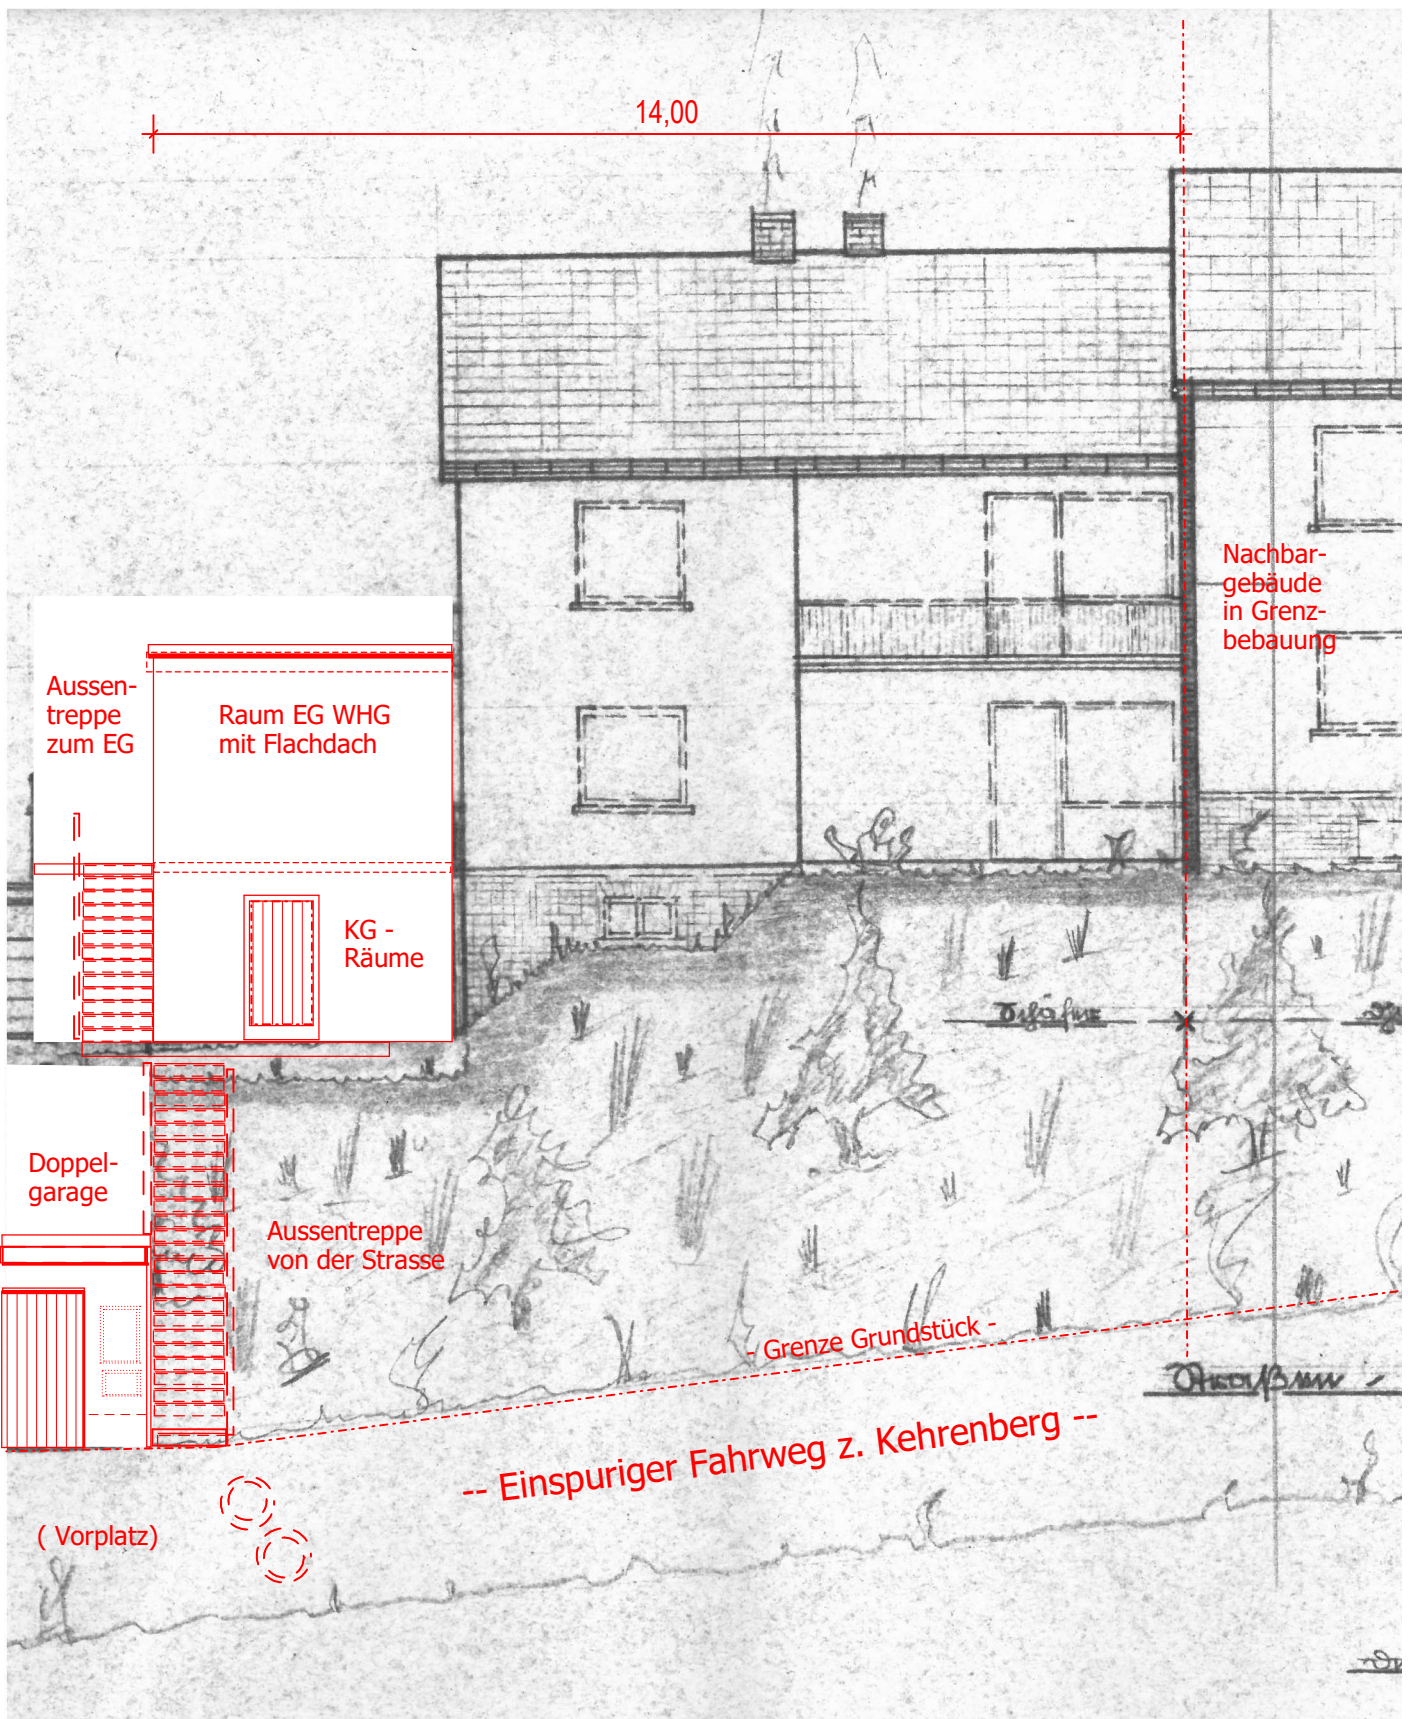 14,00
Nachbar-
gebäude
in Grenz-
bebauung
Aussen-
treppe
zum EG
Raum EG WHG
mit Flachdach
KG -
Räume
Doppel-
garage
Aussentreppe
von der Strasse
- Grenze Grundstück -
Straßen -
-- Einspuriger Fahrweg z. Kehrenberg --
( Vorplatz)